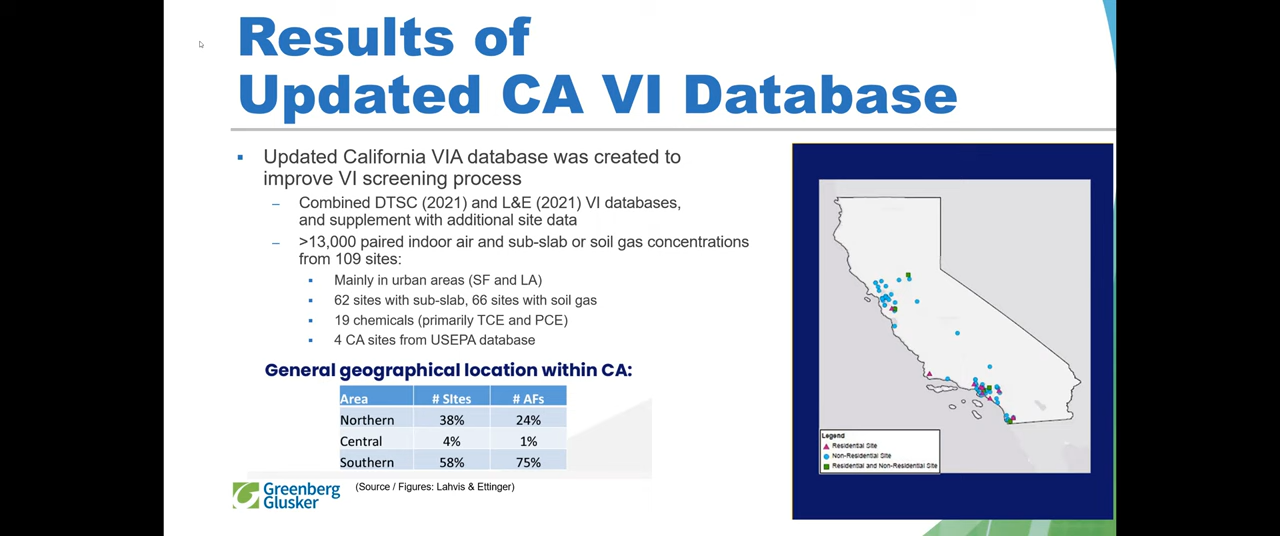 Results of
Updated CA VI Database
Updated California VIA database was created to
improve VI screening process
Combined DTSC (2021) and L&E (2021) VI databases,
and supplement with additional site data
>13,000 paired indoor air and sub-slab or soil gas concentrations
from 109 sites:
Mainly in urban areas (SF and LA)
62 sites with sub-slab, 66 sites with soil gas
19 chemicals (primarily TCE and PCE)
4 CA sites from USEPA database
General geographical location within CA:
Area # Sites # AFs
Northern 38% 24%
Central 4% 1%
Southern 58% 75%
Greenberg
Glusker
(Source / Figures: Lahvis & Ettinger)
Legend
Residential Site
Non-Residential Site
Residential and Non-Residential Site